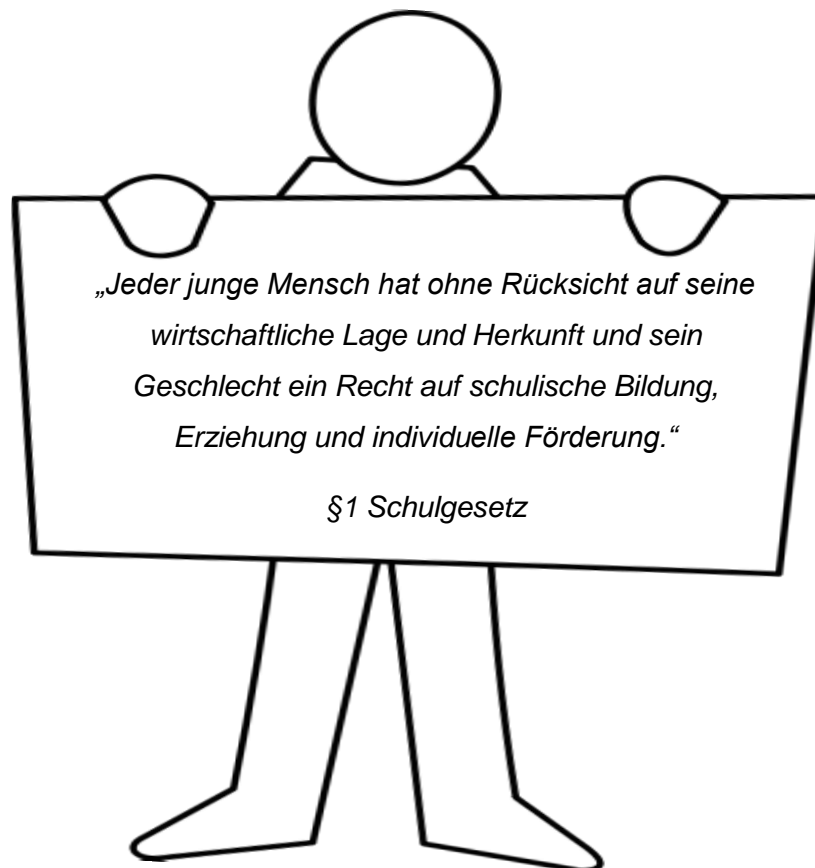 „Jeder junge Mensch hat ohne Rücksicht auf seine
wirtschaftliche Lage und Herkunft und sein
Geschlecht ein Recht auf schulische Bildung,
Erziehung und individuelle Förderung.“
§1 Schulgesetz